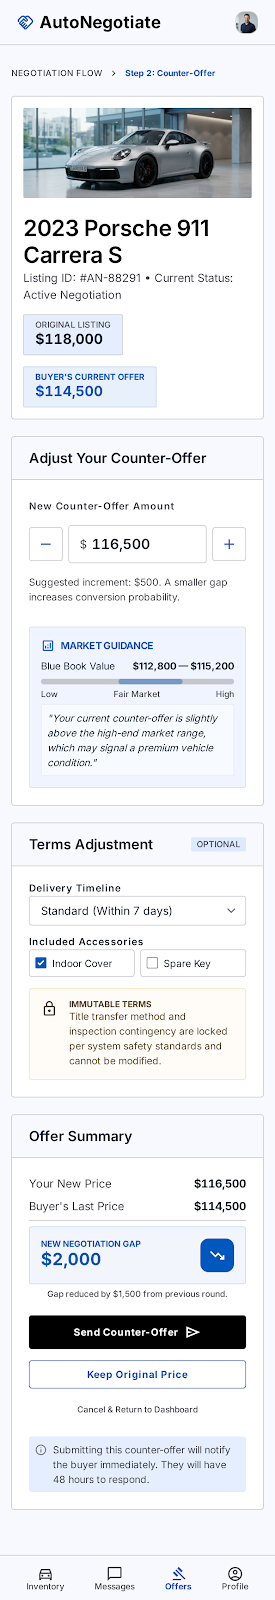 AutoNegotiate
NEGOTIATION FLOW > Step 2: Counter-Offer
2023 Porsche 911
Carrera S
Listing ID: #AN-88291 • Current Status:
Active Negotiation
ORIGINAL LISTING
$118,000
BUYER'S CURRENT OFFER
$114,500
Adjust Your Counter-Offer
New Counter-Offer Amount
− $ 116,500 +
Suggested increment: $500. A smaller gap
increases conversion probability.
MARKET GUIDANCE
Blue Book Value $112,800 — $115,200
Low Fair Market High
"Your current counter-offer is slightly
above the high-end market range,
which may signal a premium vehicle
condition."
Terms Adjustment OPTIONAL
Delivery Timeline
Standard (Within 7 days)
Included Accessories
Indoor Cover Spare Key
IMMUTABLE TERMS
Title transfer method and
inspection contingency are locked
per system safety standards and
cannot be modified.
Offer Summary
Your New Price $116,500
Buyer's Last Price $114,500
NEW NEGOTIATION GAP
$2,000
Gap reduced by $1,500 from previous round.
Send Counter-Offer
Keep Original Price
Cancel & Return to Dashboard
Submitting this counter-offer will notify
the buyer immediately. They will have
48 hours to respond.
Inventory Messages Offers Profile